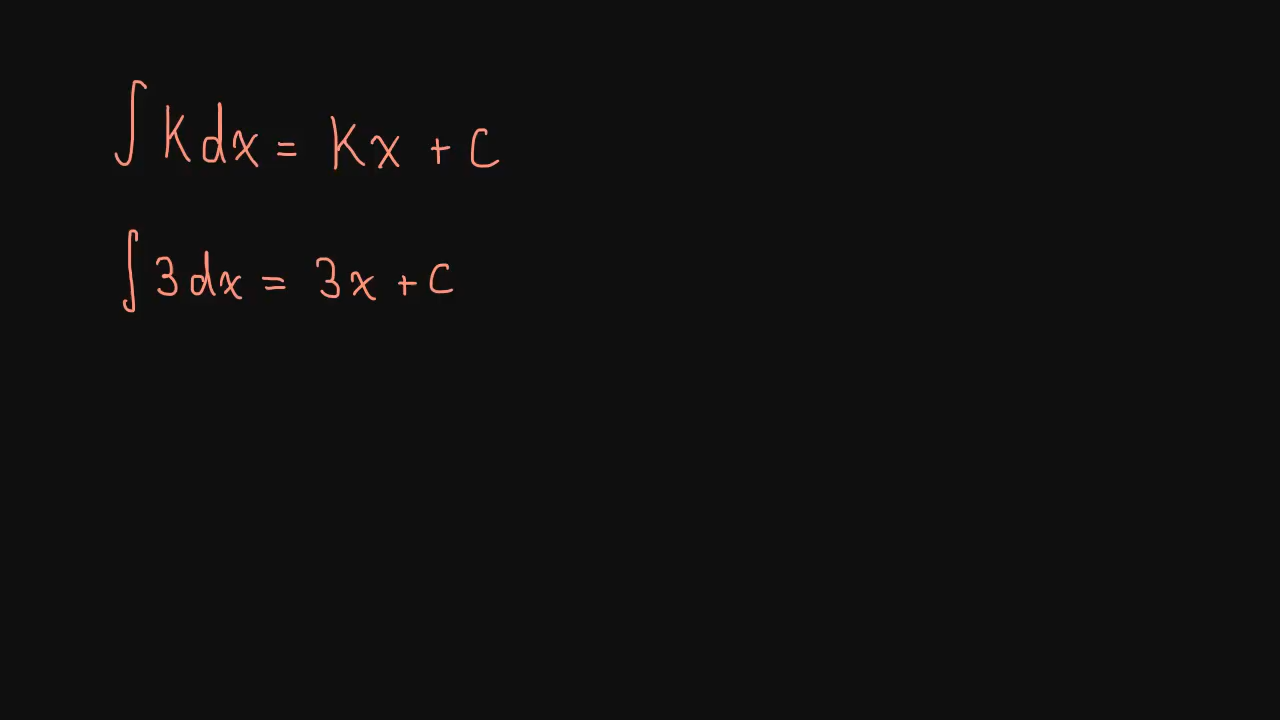 ∫ K dx = Kx + C
∫ 3 dx = 3x + C